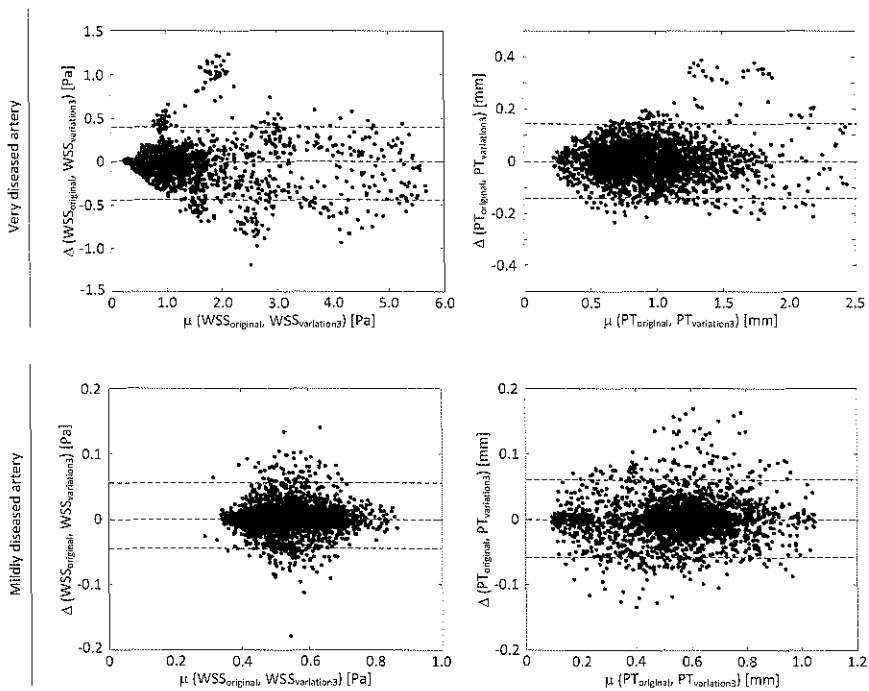 Very diseased artery
Δ (WSSoriginal, WSSvariation3) [Pa]
1.5
1.0
0.5
0
-0.5
-1.0
-1.5
0 1.0 2.0 3.0 4.0 5.0 6.0
μ (WSSoriginal, WSSvariation3) [Pa]
Δ (PToriginal, PTvariation3) [mm]
0.4
0.2
0
-0.2
-0.4
0 0.5 1.0 1.5 2.0 2.5
μ (PToriginal, PTvariation3) [mm]
Mildly diseased artery
Δ (WSSoriginal, WSSvariation3) [Pa]
0.2
0.1
0
-0.1
-0.2
0 0.2 0.4 0.6 0.8 1.0
μ (WSSoriginal, WSSvariation3) [Pa]
Δ (PToriginal, PTvariation3) [mm]
0.2
0.1
0
-0.1
-0.2
0 0.2 0.4 0.6 0.8 1.0 1.2
μ (PToriginal, PTvariation3) [mm]